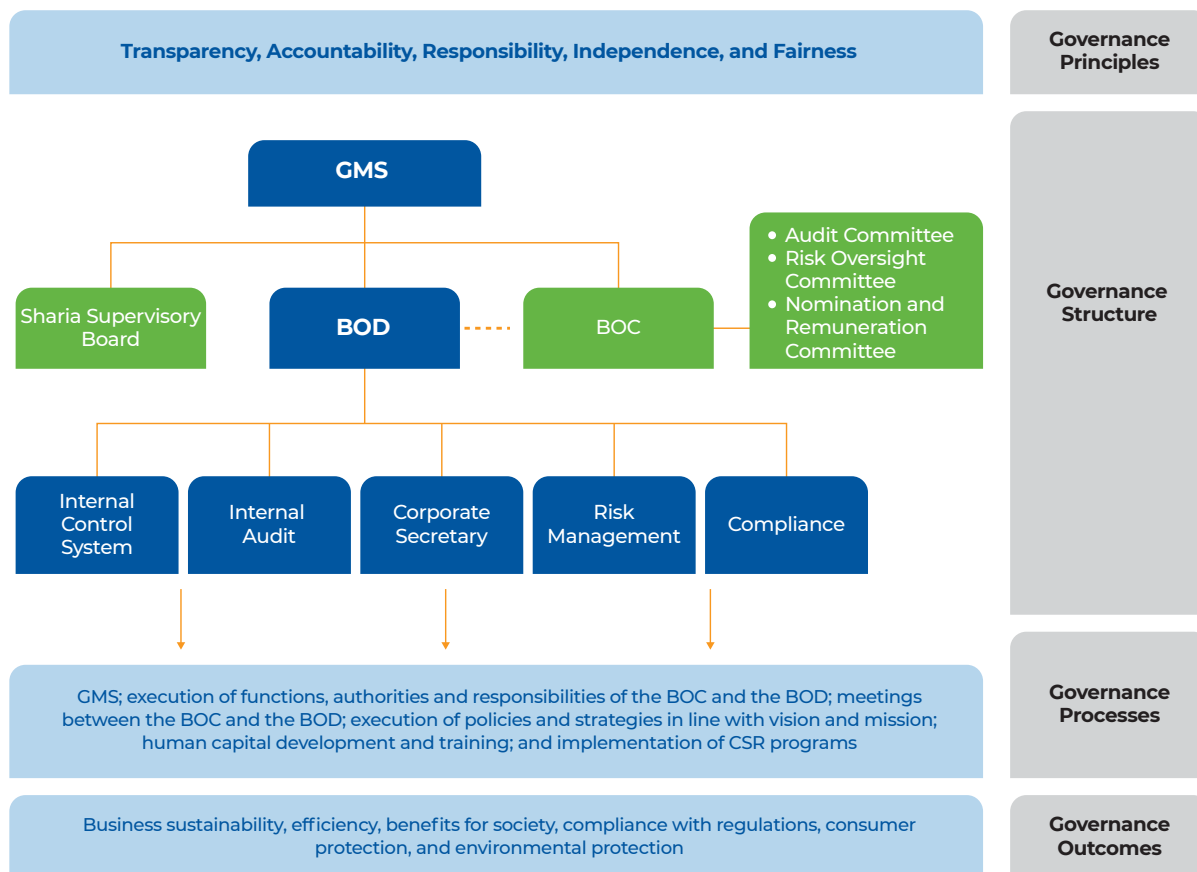 Transparency, Accountability, Responsibility, Independence, and Fairness
Governance
Principles
GMS
• Audit Committee
• Risk Oversight
Committee
• Nomination and
Remuneration
Committee
Sharia Supervisory
Board
BOD
BOC
Governance
Structure
Internal
Control
System
Internal
Audit
Corporate
Secretary
Risk
Management
Compliance
GMS; execution of functions, authorities and responsibilities of the BOC and the BOD; meetings
between the BOC and the BOD; execution of policies and strategies in line with vision and mission;
human capital development and training; and implementation of CSR programs
Governance
Processes
Business sustainability, efficiency, benefits for society, compliance with regulations, consumer
protection, and environmental protection
Governance
Outcomes